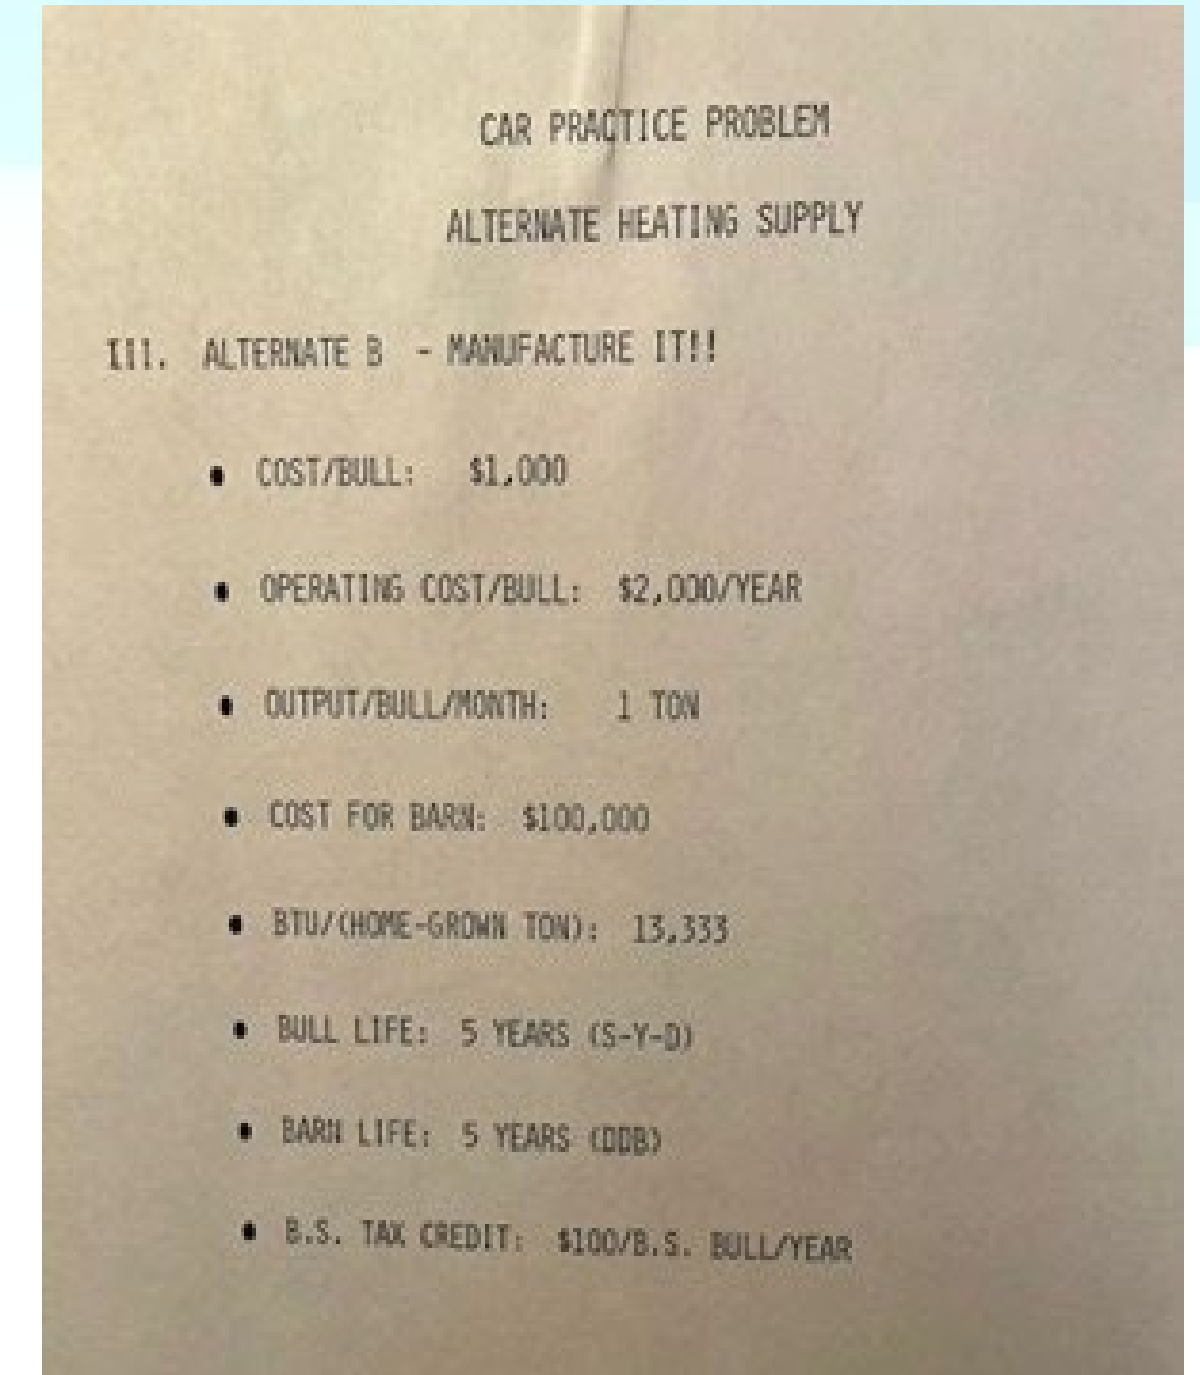 CAR PRACTICE PROBLEM
ALTERNATE HEATING SUPPLY
III. ALTERNATE B - MANUFACTURE IT!!
• COST/BULL: $1,000
• OPERATING COST/BULL: $2,000/YEAR
• OUTPUT/BULL/MONTH: 1 TON
• COST FOR BARN: $100,000
• BTU/(HOME-GROWN TON): 13,333
• BULL LIFE: 5 YEARS (S-Y-D)
• BARN LIFE: 5 YEARS (DDB)
• B.S. TAX CREDIT: $100/B.S. BULL/YEAR